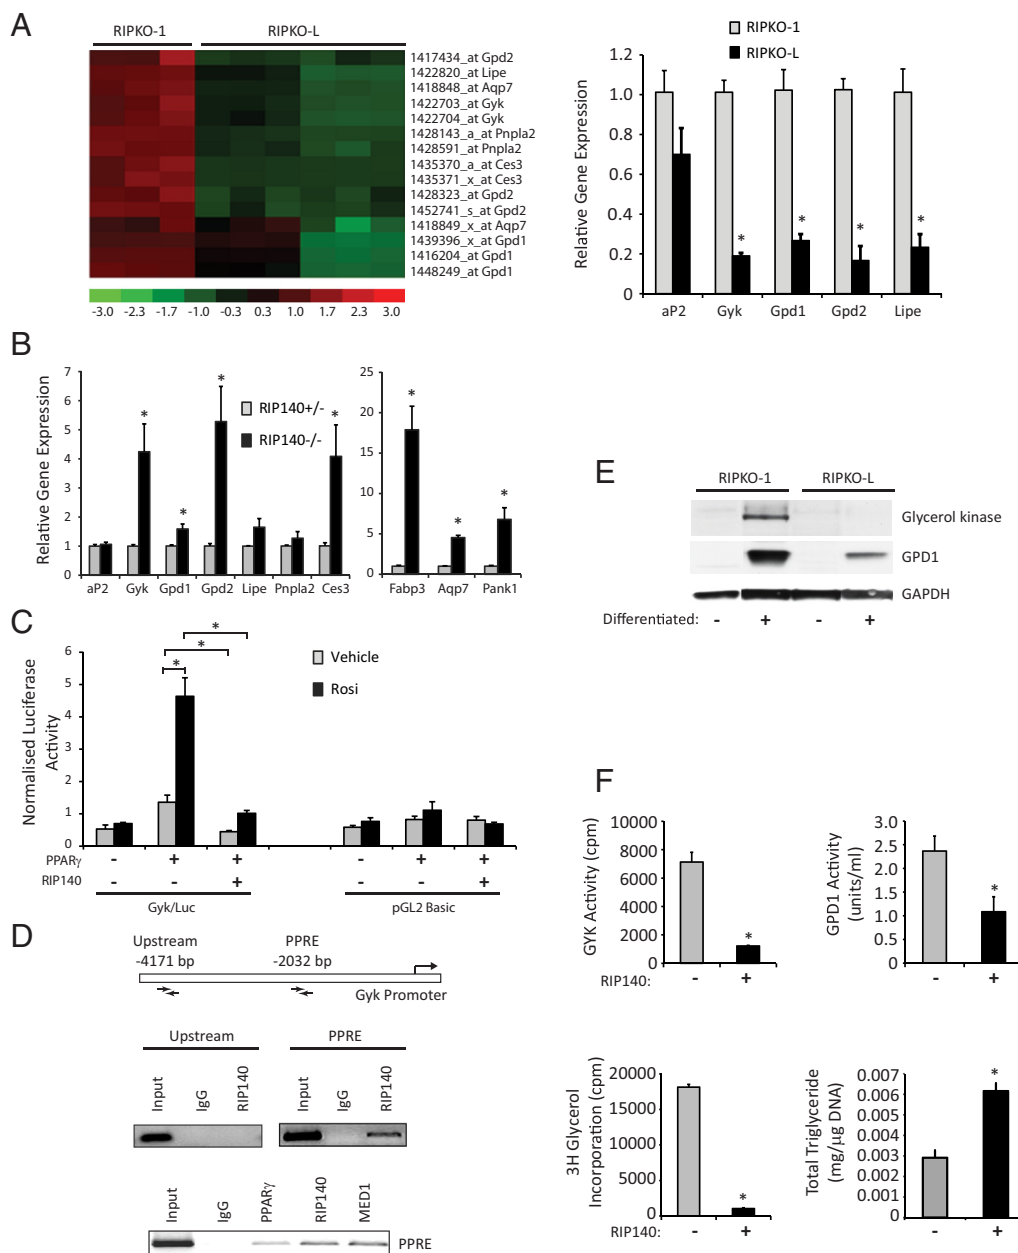 A
RIPKO-1 RIPKO-L
1417434_at Gpd2
1422820_at Lipe
1418848_at Aqp7
1422703_at Gyk
1422704_at Gyk
1428143_a_at Pnpla2
1428591_at Pnpla2
1435370_a_at Ces3
1435371_x_at Ces3
1428323_at Gpd2
1452741_s_at Gpd2
1418849_x_at Aqp7
1439396_x_at Gpd1
1416204_at Gpd1
1448249_at Gpd1
-3.0 -2.3 -1.7 -1.0 -0.3 0.3 1.0 1.7 2.3 3.0
RIPKO-1
RIPKO-L
Relative Gene Expression
1.2
1.0
0.8
0.6
0.4
0.2
0
* * * *
aP2 Gyk Gpd1 Gpd2 Lipe
B
Relative Gene Expression
7
6
5
4
3
2
1
0
* * * *
RIP140+/-
RIP140-/-
aP2 Gyk Gpd1 Gpd2 Lipe Pnpla2 Ces3
25
20
15
10
5
0
* * *
Fabp3 Aqp7 Pank1
C
Normalised Luciferase
Activity
6
5
4
3
2
1
0
* * *
Vehicle
Rosi
PPARγ - + + - + +
RIP140 - - + - - +
Gyk/Luc pGL2 Basic
D
Upstream PPRE
-4171 bp -2032 bp
Gyk Promoter
Upstream PPRE
Input IgG RIP140 Input IgG RIP140
Input IgG PPARγ RIP140 MED1
PPRE
E
RIPKO-1 RIPKO-L
Glycerol kinase
GPD1
GAPDH
Differentiated: - + - +
F
GYK Activity (cpm)
10000
8000
6000
4000
2000
0
*
RIP140: - +
GPD1 Activity
(units/ml)
3.0
2.5
2.0
1.5
1.0
0.5
0
*
- +
3H Glycerol
Incorporation (cpm)
20000
15000
10000
5000
0
*
RIP140: - +
Total Triglyceride
(mg/µg DNA)
0.007
0.006
0.004
0.003
0.002
0.001
0.000
*
- +